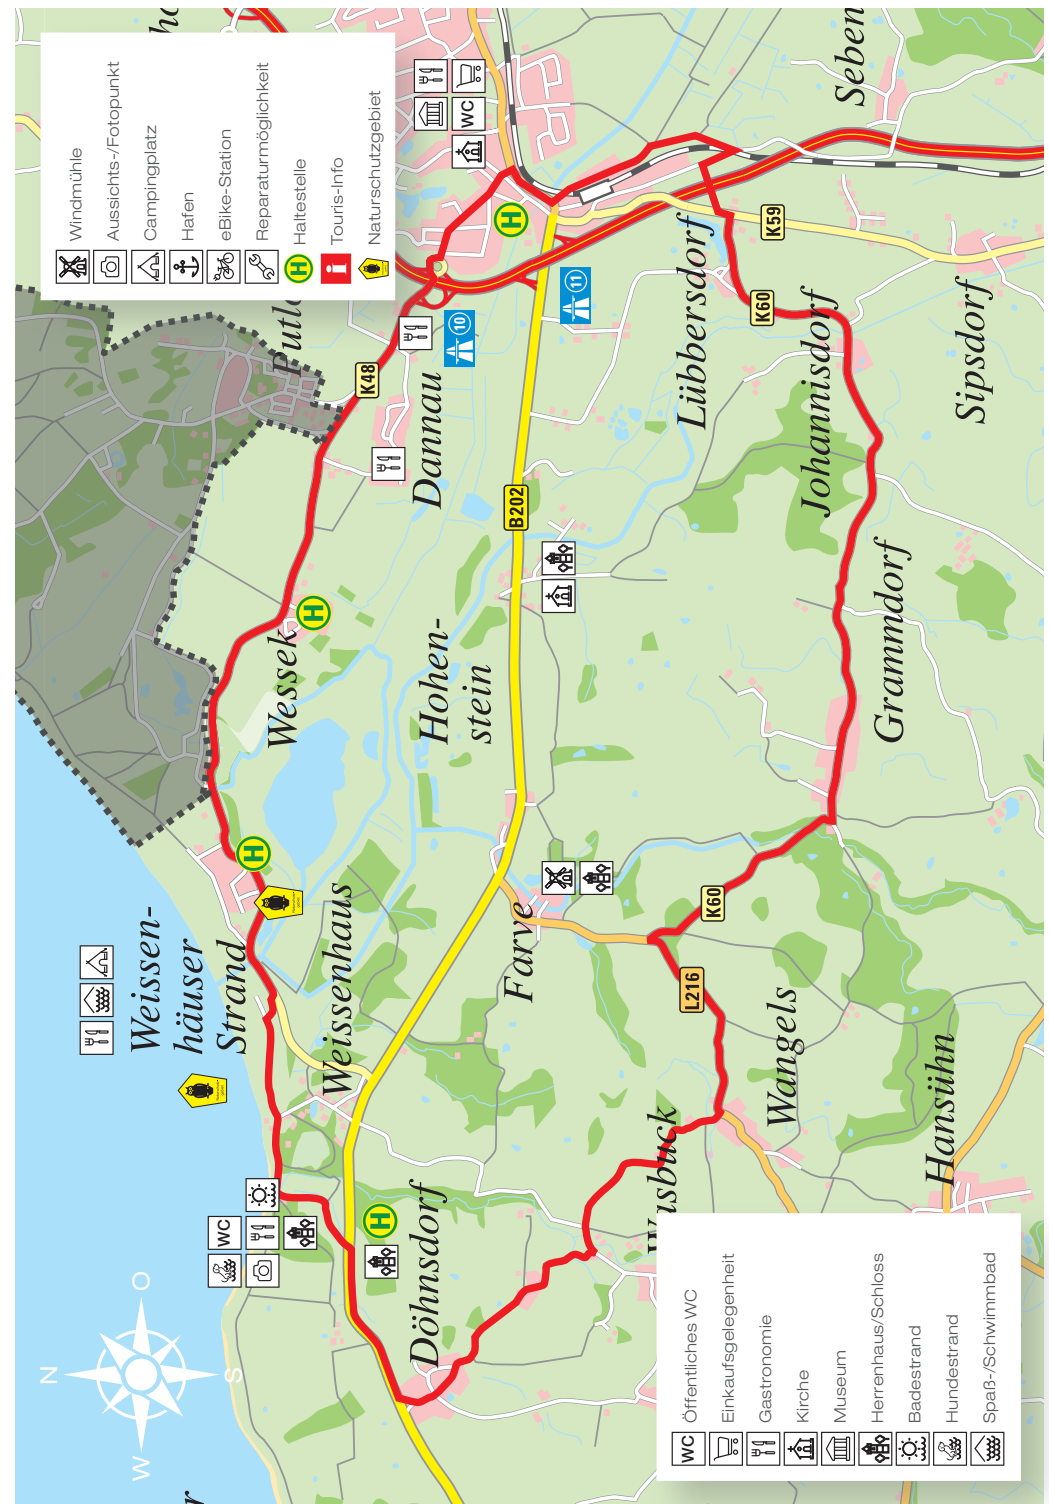 Windmühle
Aussichts-/Fotopunkt
Campingplatz
Hafen
eBike-Station
Reparaturmöglichkeit
H Haltestelle
i Touris-Info
Naturschutzgebiet
WC Öffentliches WC
Einkaufsgelegenheit
Gastronomie
Kirche
Museum
Herrenhaus/Schloss
Badestrand
Hundestrand
Spaß-/Schwimmbad
N
O
S
W
Weissen-
häuser
Strand
Weissenhaus
Wessek
H
H
H
H
WC
WC
K48
10
11
Dannau
Hohen-
stein
B202
Farve
Döhnsdorf
L216
K60
Wangels
Hansühn
Grammdorf
Johannisdorf
Lübbersdorf
K60
K59
Sipsdorf
Seben